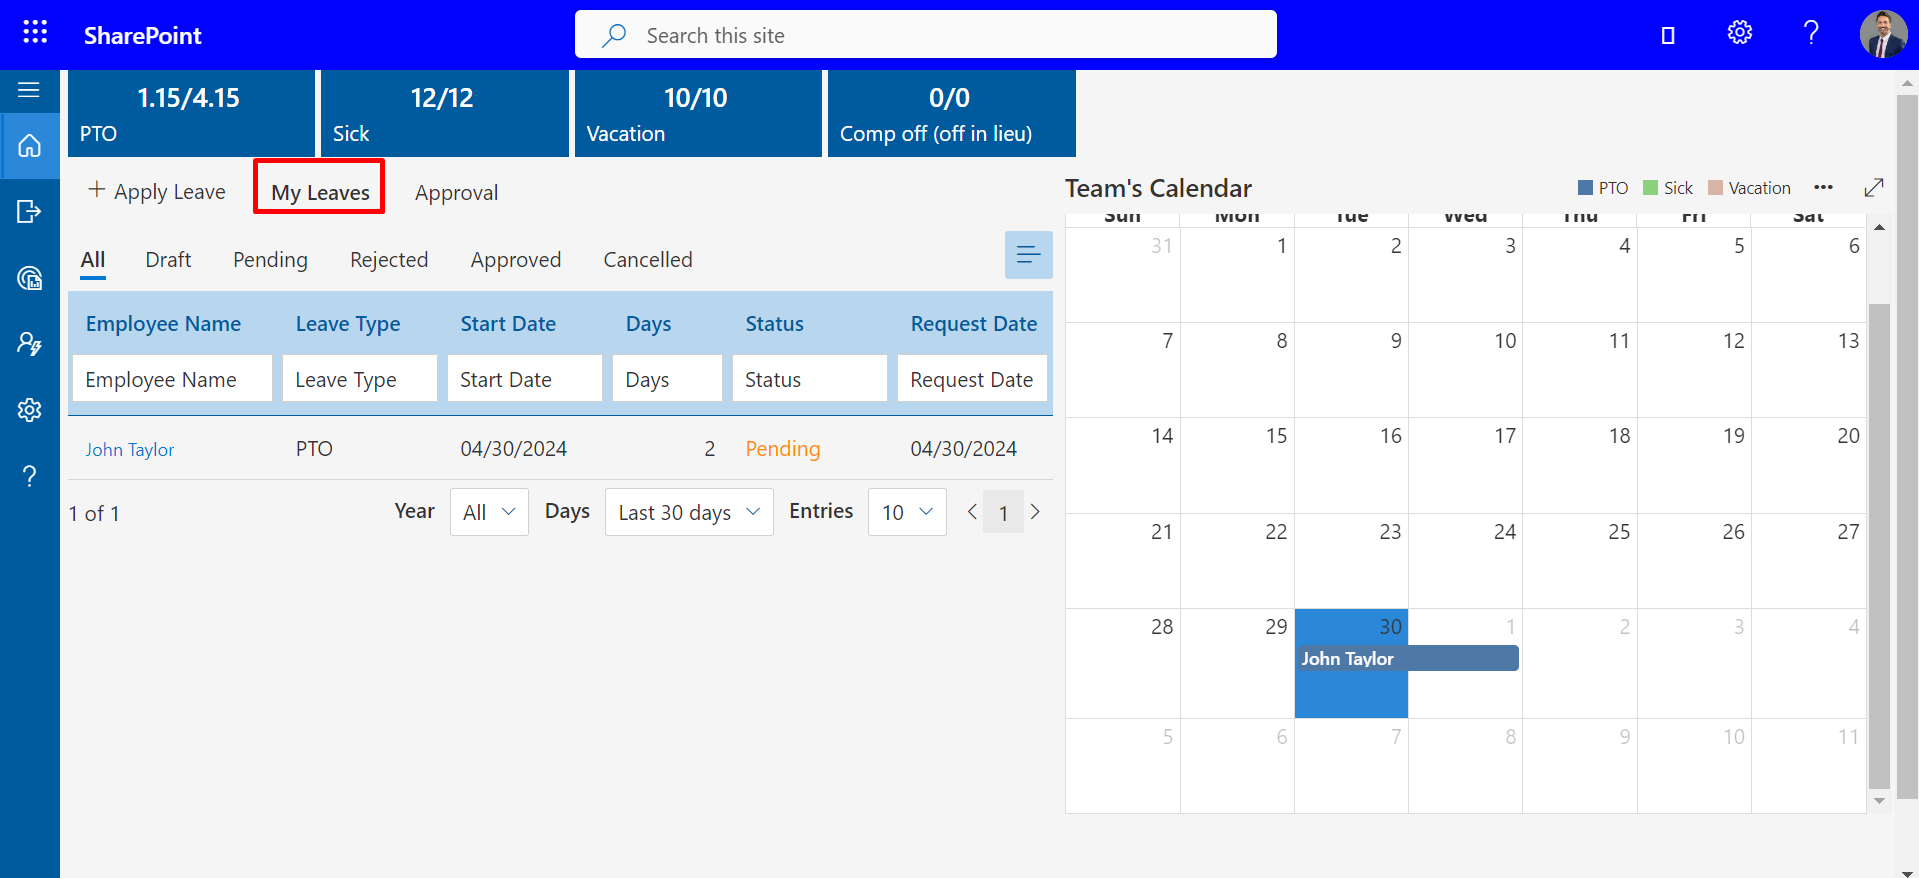 SharePoint
Search this site
1.15/4.15
PTO
12/12
Sick
10/10
Vacation
0/0
Comp off (off in lieu)
+ Apply Leave
My Leaves
Approval
All
Draft
Pending
Rejected
Approved
Cancelled
Employee Name
Leave Type
Start Date
Days
Status
Request Date
Employee Name
Leave Type
Start Date
Days
Status
Request Date
John Taylor
PTO
04/30/2024
2
Pending
04/30/2024
1 of 1
Year
All
Days
Last 30 days
Entries
10
1
Team's Calendar
PTO
Sick
Vacation
Sun Mon Tue Wed Thu Fri Sat
31 1 2 3 4 5 6
7 8 9 10 11 12 13
14 15 16 17 18 19 20
21 22 23 24 25 26 27
28 29 30 1 2 3 4
John Taylor
5 6 7 8 9 10 11